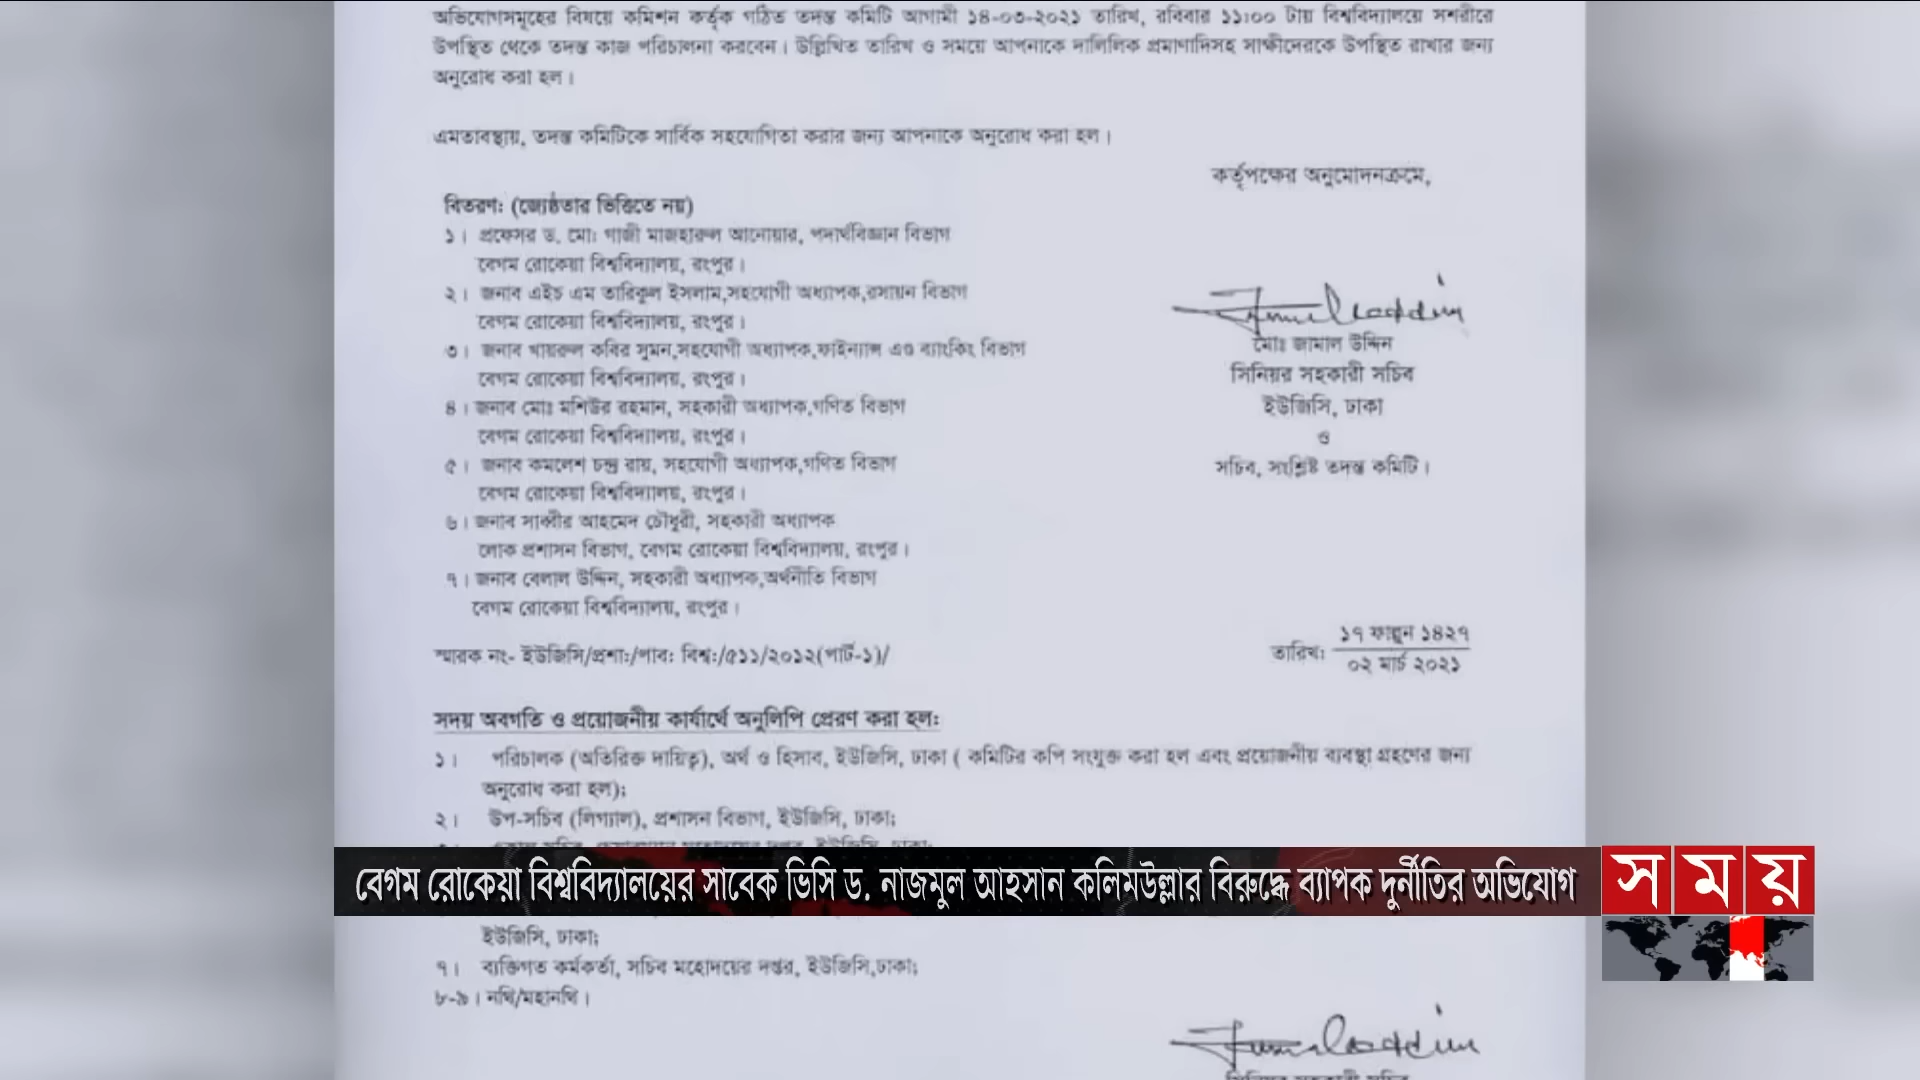 অভিযোগসমূহের বিষয়ে কমিশন কর্তৃক গঠিত তদন্ত কমিটি আগামী ১৪-০৩-২০২১ তারিখ, রবিবার ১১:০০ টায় বিশ্ববিদ্যালয়ে সশরীরে
উপস্থিত থেকে তদন্ত কাজ পরিচালনা করবেন। উল্লিখিত তারিখ ও সময়ে আপনাকে দালিলিক প্রমাণাদিসহ সাক্ষীদেরকে উপস্থিত রাখার জন্য
অনুরোধ করা হল।
এমতাবস্থায়, তদন্ত কমিটিকে সার্বিক সহযোগিতা করার জন্য আপনাকে অনুরোধ করা হল।
কর্তৃপক্ষের অনুমোদনক্রমে,
বিতরণ: (জ্যেষ্ঠতার ভিত্তিতে নয়)
১। প্রফেসর ড. মো: গাজী মাজহারুল আনোয়ার, পদার্থবিজ্ঞান বিভাগ
বেগম রোকেয়া বিশ্ববিদ্যালয়, রংপুর।
২। জনাব এইচ এম তারিকুল ইসলাম,সহযোগী অধ্যাপক,রসায়ন বিভাগ
বেগম রোকেয়া বিশ্ববিদ্যালয়, রংপুর।
৩। জনাব খায়রুল কবির সুমন,সহযোগী অধ্যাপক,ফাইন্যান্স এণ্ড ব্যাংকিং বিভাগ
বেগম রোকেয়া বিশ্ববিদ্যালয়, রংপুর।
৪। জনাব মোঃ মশিউর রহমান, সহকারী অধ্যাপক,গণিত বিভাগ
বেগম রোকেয়া বিশ্ববিদ্যালয়, রংপুর।
৫। জনাব কমলেশ চন্দ্র রায়, সহযোগী অধ্যাপক,গণিত বিভাগ
বেগম রোকেয়া বিশ্ববিদ্যালয়, রংপুর।
৬। জনাব সাব্বীর আহমেদ চৌধুরী, সহকারী অধ্যাপক
লোক প্রশাসন বিভাগ, বেগম রোকেয়া বিশ্ববিদ্যালয়, রংপুর।
৭। জনাব বেলাল উদ্দিন, সহকারী অধ্যাপক,অর্থনীতি বিভাগ
বেগম রোকেয়া বিশ্ববিদ্যালয়, রংপুর।
মোঃ জামাল উদ্দিন
সিনিয়র সহকারী সচিব
ইউজিসি, ঢাকা
ও
সচিব, সংশ্লিষ্ট তদন্ত কমিটি।
স্মারক নং- ইউজিসি/প্রশা:/পাব: বিশ্ব:/৫১১/২০১২(পার্ট-১)/
তারিখ: ১৭ ফাল্গুন ১৪২৭
০২ মার্চ ২০২১
সদয় অবগতি ও প্রয়োজনীয় কার্যার্থে অনুলিপি প্রেরণ করা হল:
১। পরিচালক (অতিরিক্ত দায়িত্ব), অর্থ ও হিসাব, ইউজিসি, ঢাকা ( কমিটির কপি সংযুক্ত করা হল এবং প্রয়োজনীয় ব্যবস্থা গ্রহণের জন্য
অনুরোধ করা হল);
২। উপ-সচিব (লিগ্যাল), প্রশাসন বিভাগ, ইউজিসি, ঢাকা;
বেগম রোকেয়া বিশ্ববিদ্যালয়ের সাবেক ভিসি ড. নাজমুল আহসান কলিমউল্লার বিরুদ্ধে ব্যাপক দুর্নীতির অভিযোগ
সময়
ইউজিসি, ঢাকা;
৭। ব্যক্তিগত কর্মকর্তা, সচিব মহোদয়ের দপ্তর, ইউজিসি,ঢাকা;
৮-৯। নথি/মহানথি।